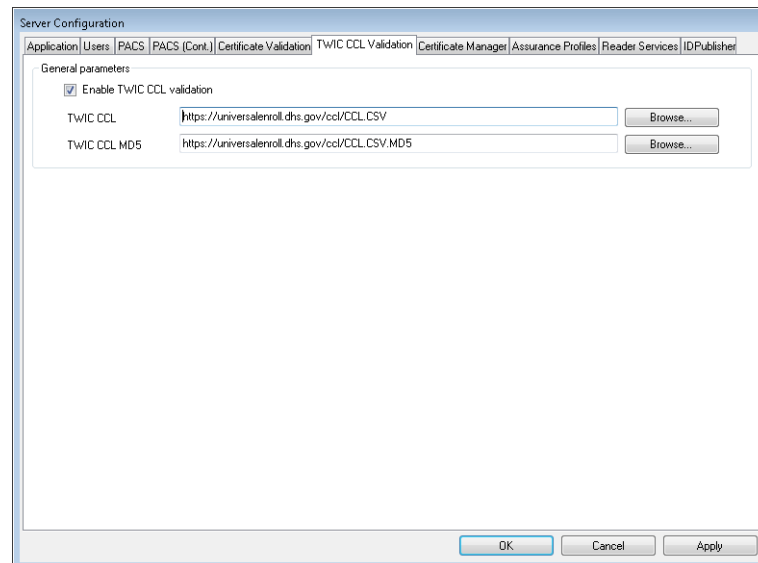 Server Configuration
Application Users PACS PACS (Cont.) Certificate Validation TWIC CCL Validation Certificate Manager Assurance Profiles Reader Services IDPublisher
General parameters
Enable TWIC CCL validation
TWIC CCL https://universalenroll.dhs.gov/ccl/CCL.CSV Browse...
TWIC CCL MD5 https://universalenroll.dhs.gov/ccl/CCL.CSV.MD5 Browse...
OK Cancel Apply